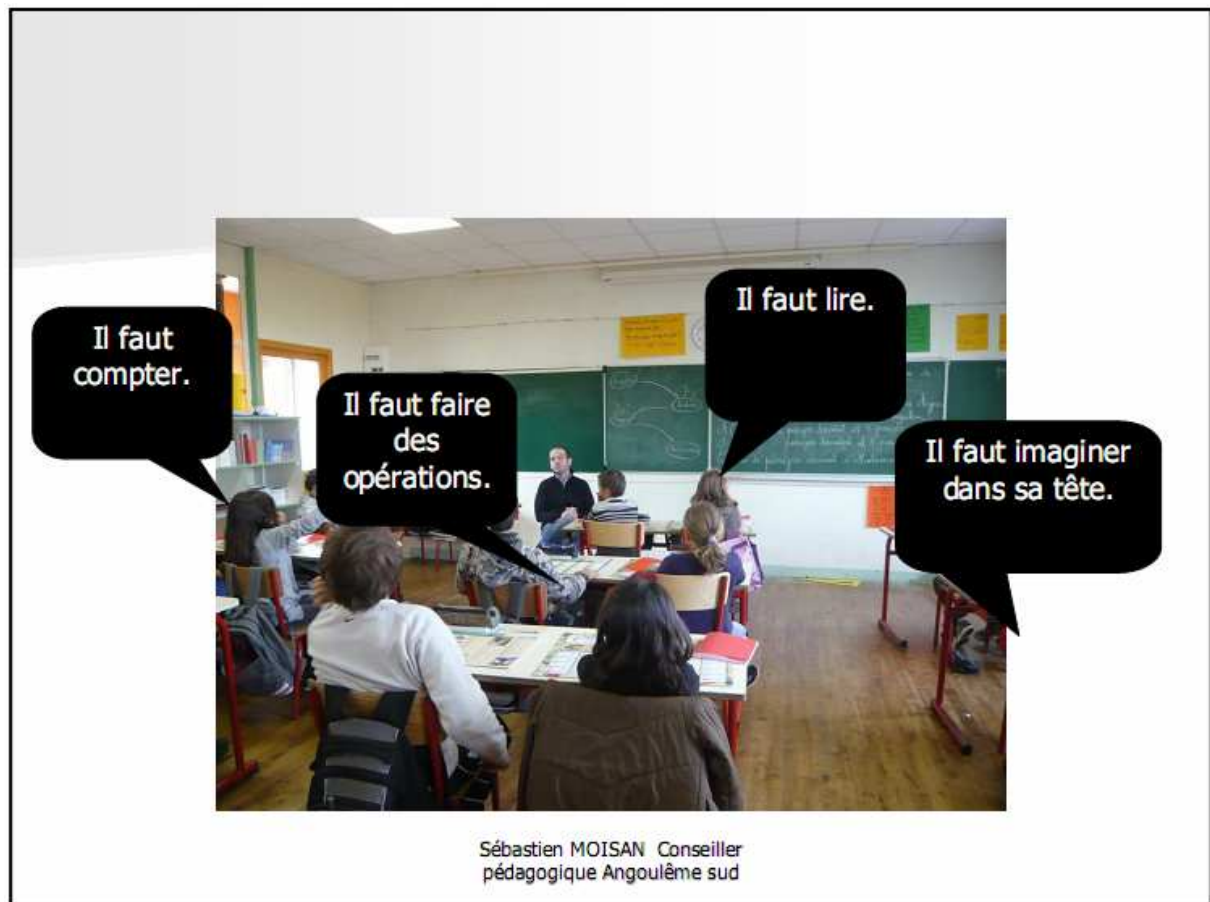 Il faut
compter.
Il faut faire
des
opérations.
Il faut lire.
Il faut imaginer
dans sa tête.
Sébastien MOISAN Conseiller
pédagogique Angoulême sud